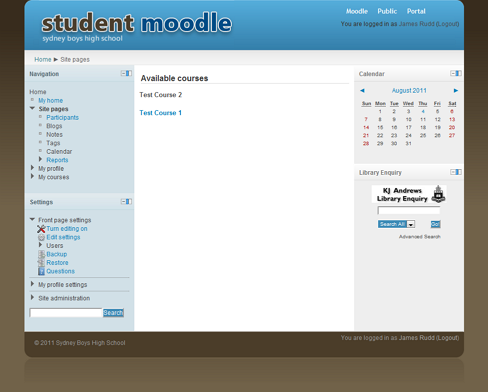 Moodle Public Portal
student moodle
sydney boys high school
You are logged in as James Rudd (Logout)
Home ► Site pages
Navigation
Home
My home
Site pages
Participants
Blogs
Notes
Tags
Calendar
Reports
My profile
My courses
Settings
Front page settings
Turn editing on
Edit settings
Users
Backup
Restore
Questions
My profile settings
Site administration
Search
Available courses
Test Course 2
Test Course 1
Calendar
August 2011
Sun Mon Tue Wed Thu Fri Sat
1 2 3 4 5 6
7 8 9 10 11 12 13
14 15 16 17 18 19 20
21 22 23 24 25 26 27
28 29 30 31
Library Enquiry
KJ Andrews
Library Enquiry
Search All
Go!
Advanced Search
© 2011 Sydney Boys High School
You are logged in as James Rudd (Logout)